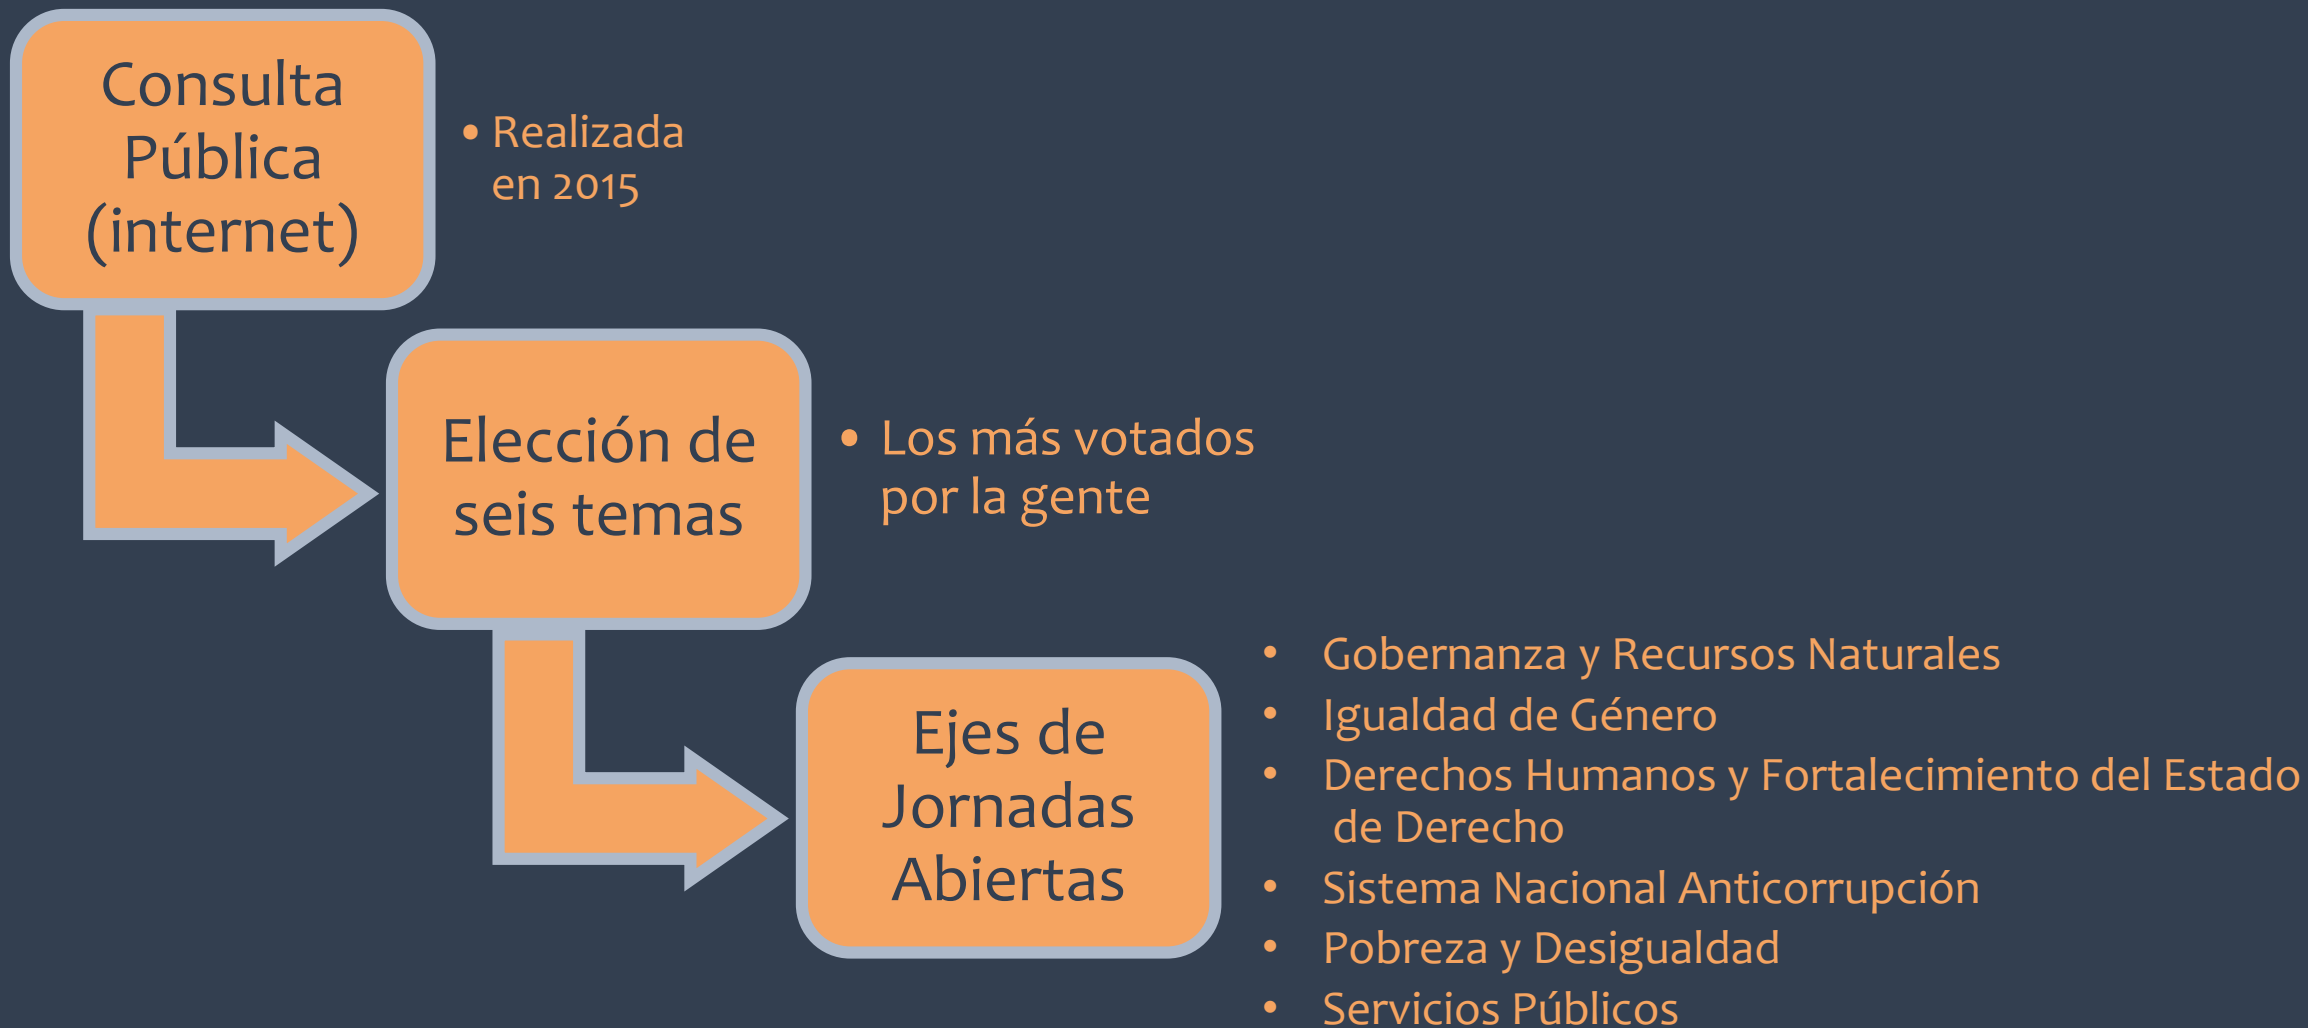 Consulta
Pública
(internet)
• Realizada
en 2015
Elección de
seis temas
• Los más votados
por la gente
Ejes de
Jornadas
Abiertas
• Gobernanza y Recursos Naturales
• Igualdad de Género
• Derechos Humanos y Fortalecimiento del Estado
de Derecho
• Sistema Nacional Anticorrupción
• Pobreza y Desigualdad
• Servicios Públicos